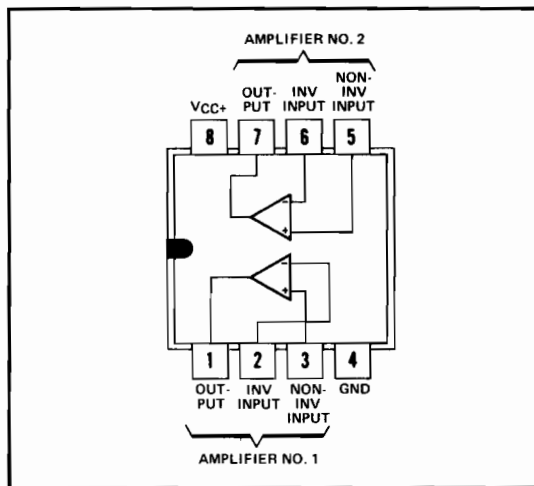 AMPLIFIER NO. 2
VCC+
OUT-
PUT
INV
INPUT
NON-
INV
INPUT
8 7 6 5
-
+
-
+
1 2 3 4
OUT-
PUT
INV
INPUT
NON-
INV
INPUT
GND
AMPLIFIER NO. 1